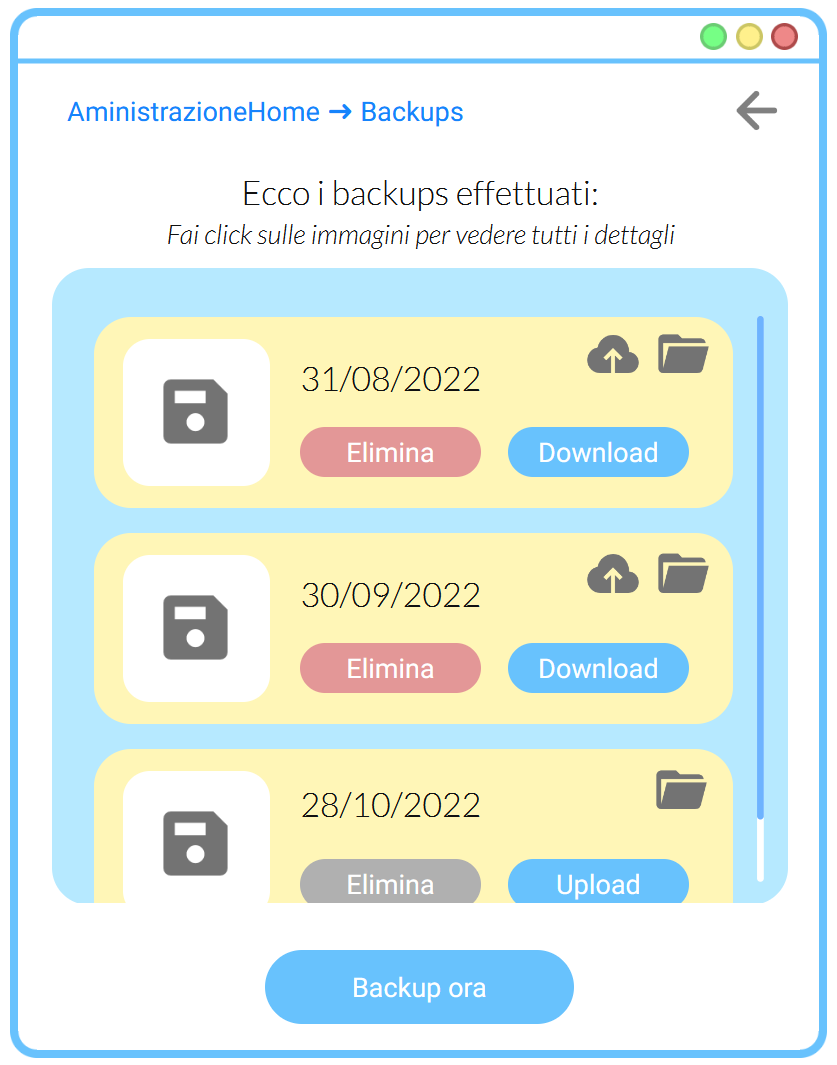 AministrazioneHome ➜ Backups
Ecco i backups effettuati:
Fai click sulle immagini per vedere tutti i dettagli
31/08/2022
Elimina Download
30/09/2022
Elimina Download
28/10/2022
Elimina Upload
Backup ora